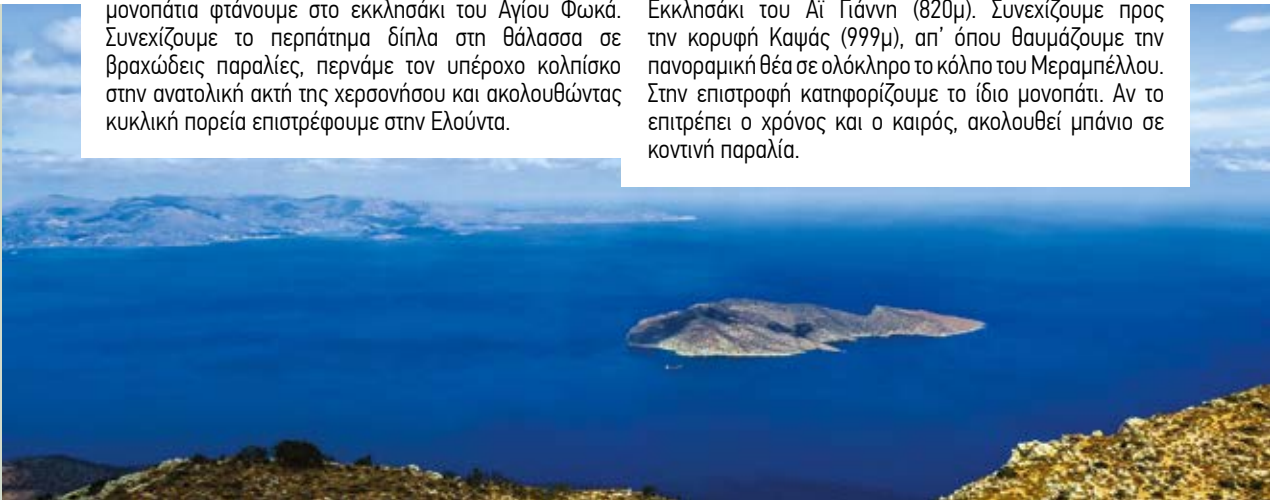 μονοπάτια φτάνουμε στο εκκλησάκι του Αγίου Φωκά.
Συνεχίζουμε το περπάτημα δίπλα στη θάλασσα σε
βραχώδεις παραλίες, περνάμε τον υπέροχο κολπίσκο
στην ανατολική ακτή της χερσονήσου και ακολουθώντας
κυκλική πορεία επιστρέφουμε στην Ελούντα.
Εκκλησάκι του Αϊ Γιάννη (820μ). Συνεχίζουμε προς
την κορυφή Καψάς (999μ), απ’ όπου θαυμάζουμε την
πανοραμική θέα σε ολόκληρο το κόλπο του Μεραμπέλλου.
Στην επιστροφή κατηφορίζουμε το ίδιο μονοπάτι. Αν το
επιτρέπει ο χρόνος και ο καιρός, ακολουθεί μπάνιο σε
κοντινή παραλία.